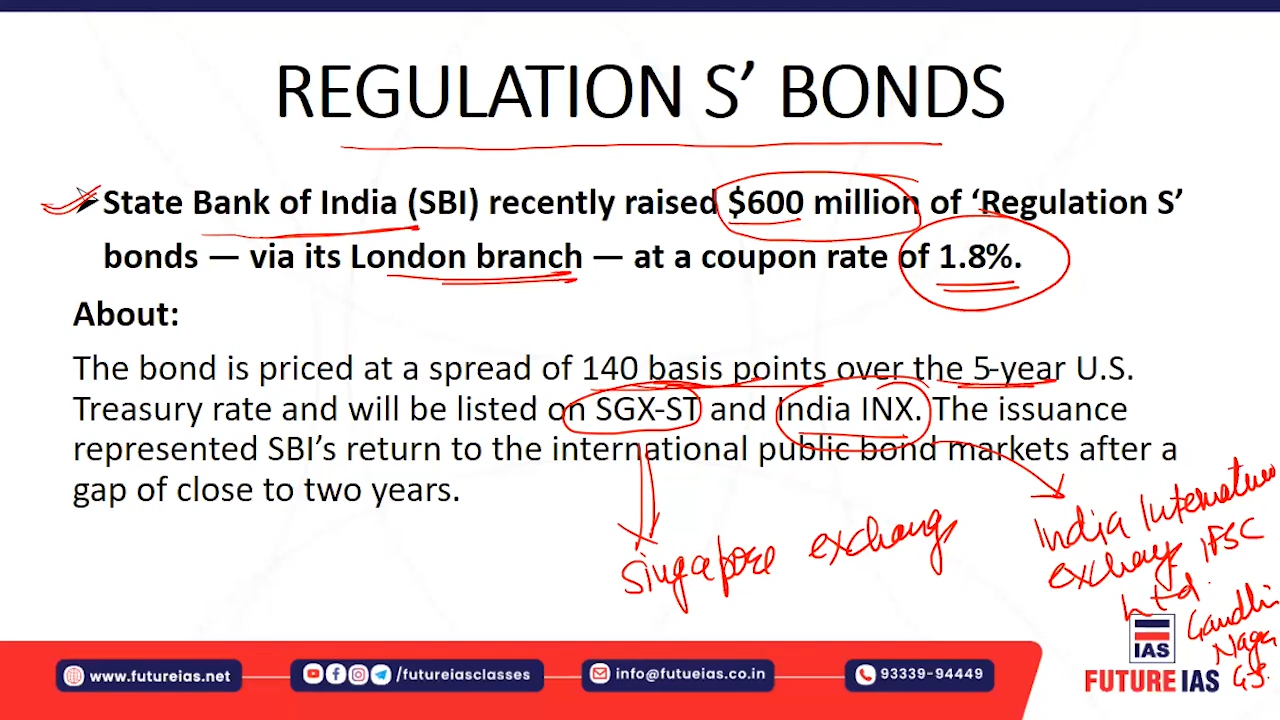 REGULATION S’ BONDS
State Bank of India (SBI) recently raised $600 million of ‘Regulation S’
bonds — via its London branch — at a coupon rate of 1.8%.
About:
The bond is priced at a spread of 140 basis points over the 5-year U.S.
Treasury rate and will be listed on SGX-ST and India INX. The issuance
represented SBI’s return to the international public bond markets after a
gap of close to two years.
Singapore exchange
India International
exchange IFSC
Ltd.
Gandhi
Nagar
GJ.
IAS
FUTURE IAS
www.futureias.net
/futureiasclasses
info@futueias.co.in
93339-94449